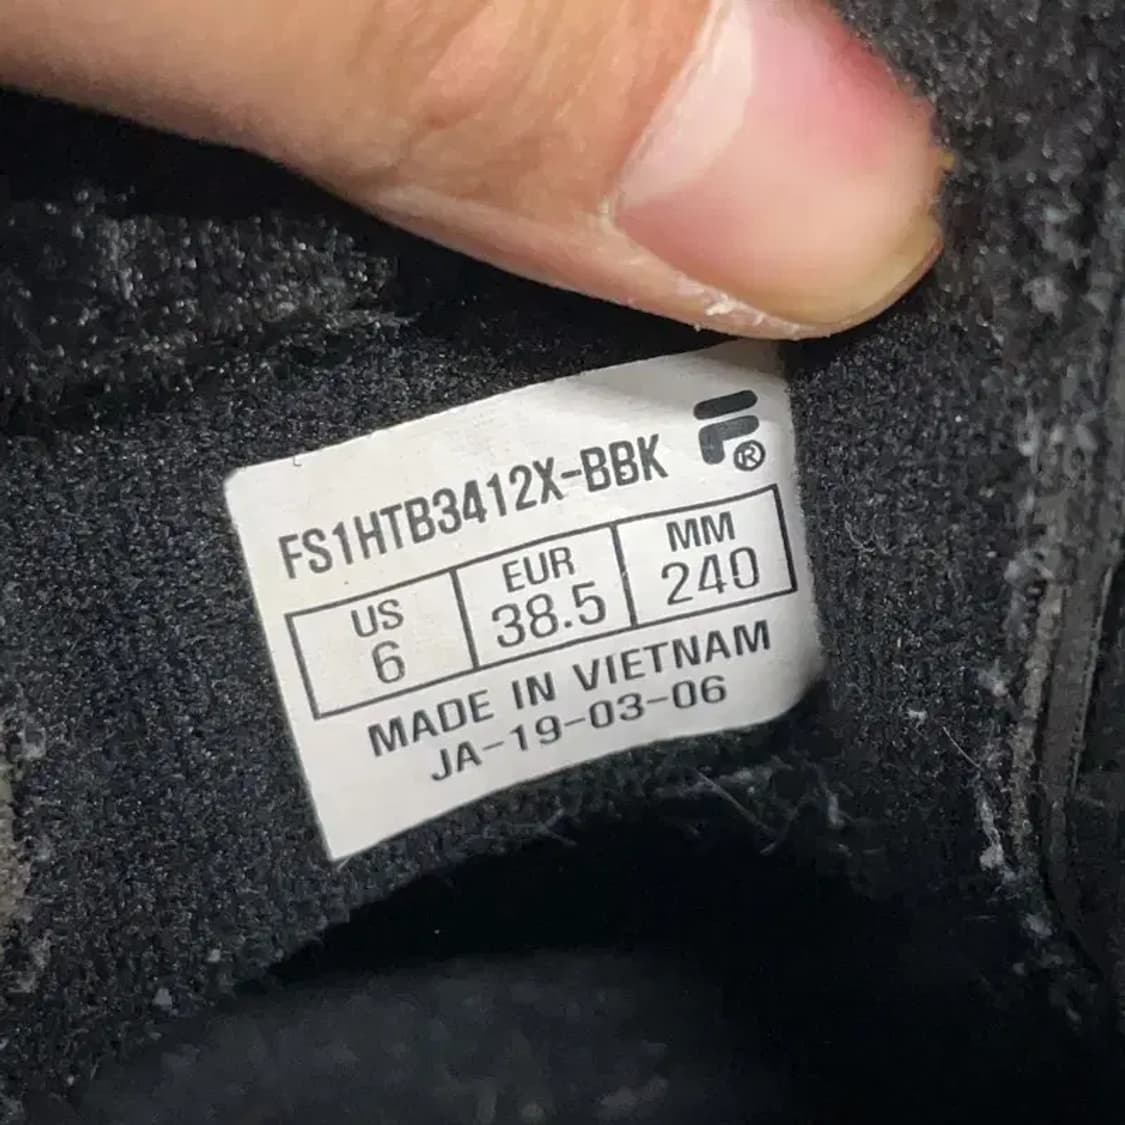 FS1HTB3412X-BBK
US EUR MM
6 38.5 240
MADE IN VIETNAM
JA-19-03-06